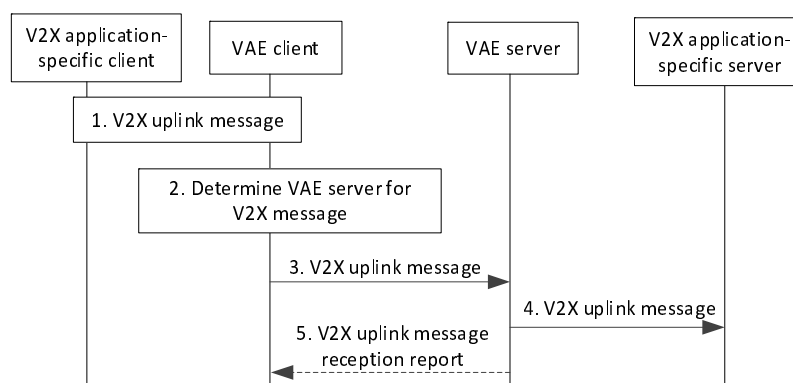 V2X application-
specific client
VAE client
VAE server
V2X application-
specific server
1. V2X uplink message
2. Determine VAE server for
V2X message
3. V2X uplink message
4. V2X uplink message
5. V2X uplink message
reception report